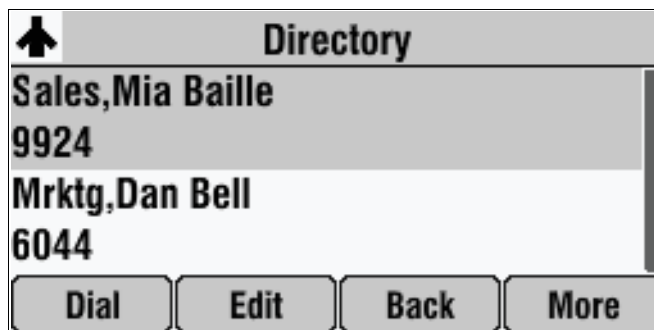 Directory
Sales,Mia Baille
9924
Mrktg,Dan Bell
6044
Dial Edit Back More